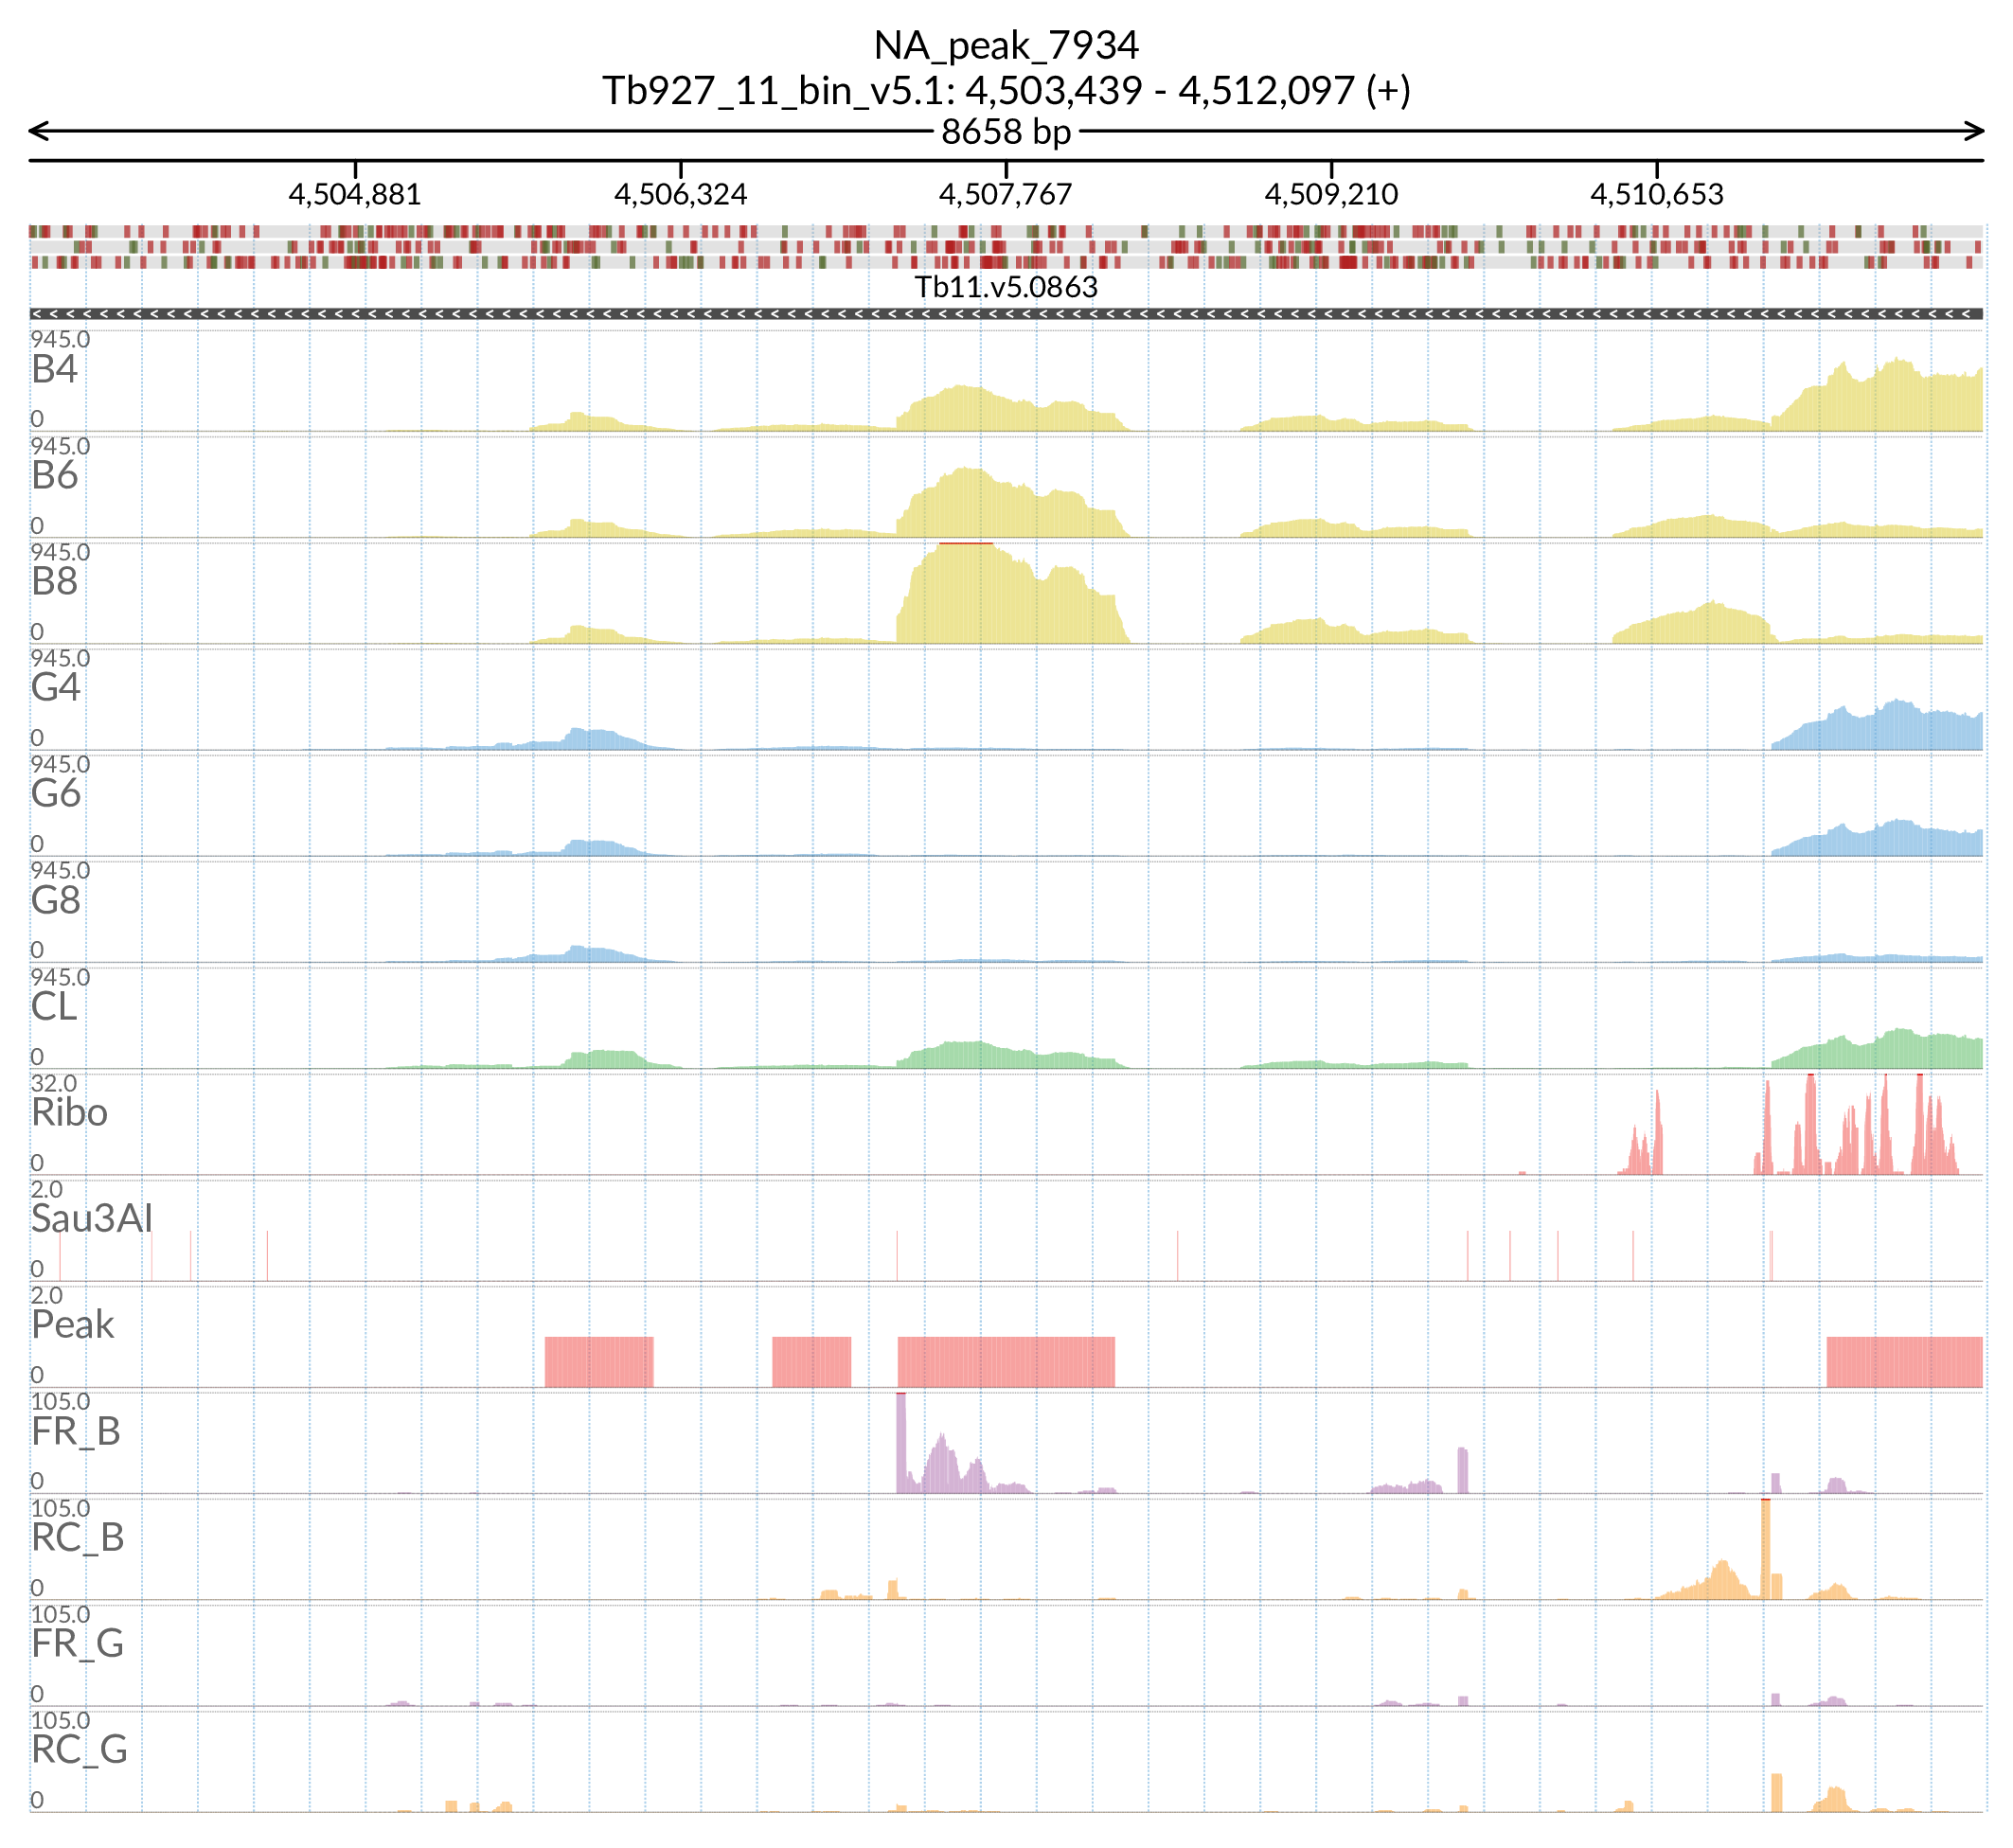 NA_peak_7934
Tb927_11_bin_v5.1: 4,503,439 - 4,512,097 (+)
8658 bp
4,504,881 4,506,324 4,507,767 4,509,210 4,510,653
Tb11.v5.0863
945.0
B4
0
945.0
B6
0
945.0
B8
0
945.0
G4
0
945.0
G6
0
945.0
G8
0
945.0
CL
0
32.0
Ribo
0
2.0
Sau3AI
0
2.0
Peak
0
105.0
FR_B
0
105.0
RC_B
0
105.0
FR_G
0
105.0
RC_G
0